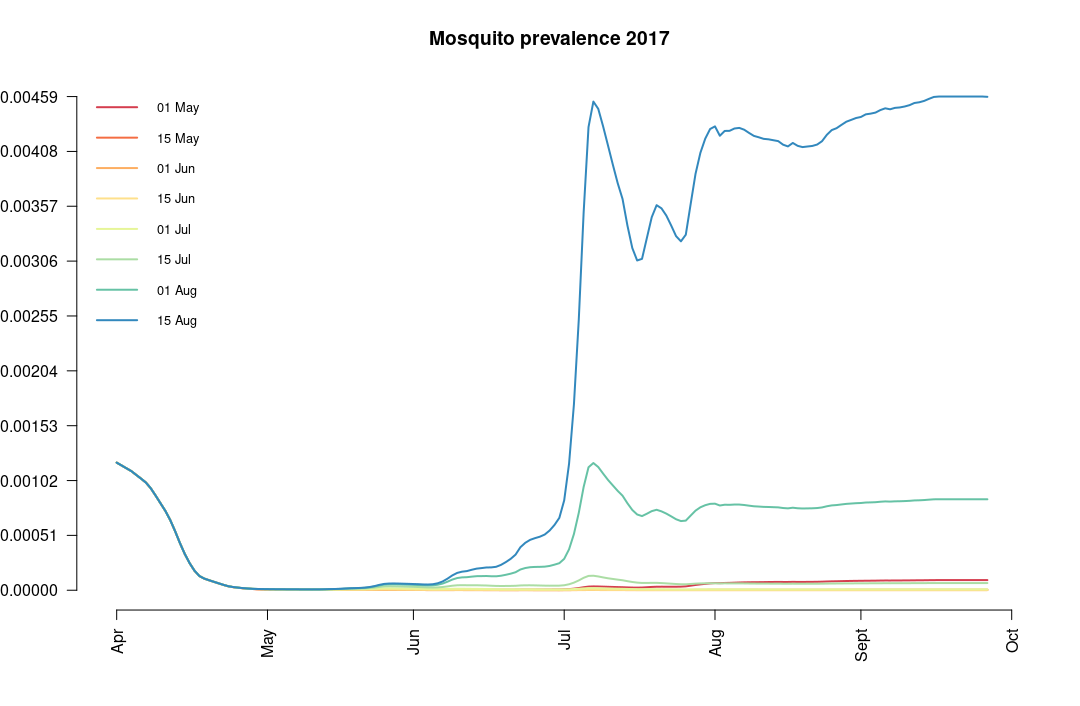 Mosquito prevalence 2017
0.00459
0.00408
0.00357
0.00306
0.00255
0.00204
0.00153
0.00102
0.00051
0.00000
01 May
15 May
01 Jun
15 Jun
01 Jul
15 Jul
01 Aug
15 Aug
Apr
May
Jun
Jul
Aug
Sept
Oct